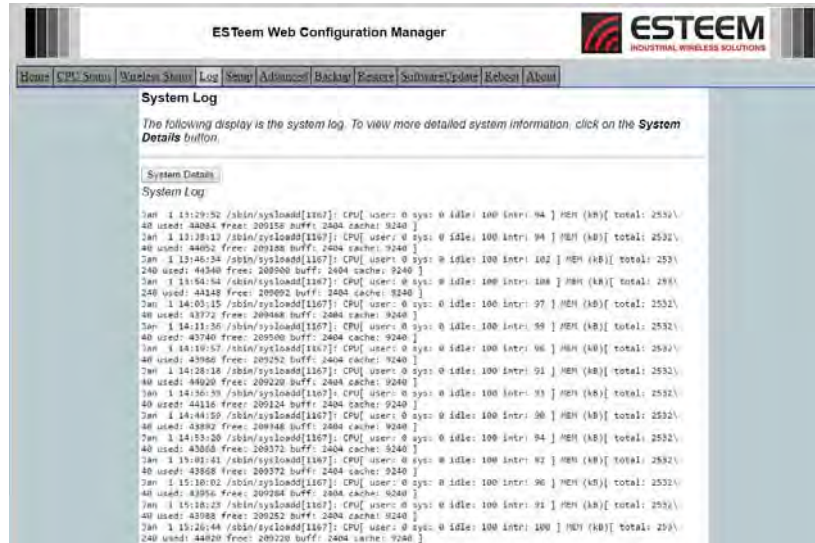 ESTeem Web Configuration Manager
ESTEEM
INDUSTRIAL WIRELESS SOLUTIONS
Home CPU Status Wireless Status Log Setup Advanced Backup Restore SoftwareUpdate Reboot About
System Log
The following display is the system log. To view more detailed system information, click on the System
Details button.
System Details
System Log
Jan 1 13:29:52 /sbin/sysloadd[1167]: CPU[ user: 0 sys: 0 idle: 100 intr: 94 ] MEM (kB)[ total: 2532\
40 used: 44084 free: 209156 buff: 2404 cache: 9240 ]
Jan 1 13:38:13 /sbin/sysloadd[1167]: CPU[ user: 0 sys: 0 idle: 100 intr: 94 ] MEM (kB)[ total: 2532\
40 used: 44052 free: 209188 buff: 2404 cache: 9240 ]
Jan 1 13:46:34 /sbin/sysloadd[1167]: CPU[ user: 0 sys: 0 idle: 100 intr: 102 ] MEM (kB)[ total: 253\
240 used: 44340 free: 208900 buff: 2404 cache: 9240 ]
Jan 1 13:54:54 /sbin/sysloadd[1167]: CPU[ user: 0 sys: 0 idle: 100 intr: 108 ] MEM (kB)[ total: 253\
240 used: 44148 free: 209092 buff: 2404 cache: 9240 ]
Jan 1 14:03:15 /sbin/sysloadd[1167]: CPU[ user: 0 sys: 0 idle: 100 intr: 97 ] MEM (kB)[ total: 2532\
40 used: 43772 free: 209468 buff: 2404 cache: 9240 ]
Jan 1 14:11:36 /sbin/sysloadd[1167]: CPU[ user: 0 sys: 0 idle: 100 intr: 99 ] MEM (kB)[ total: 2532\
40 used: 43740 free: 209500 buff: 2404 cache: 9240 ]
Jan 1 14:19:57 /sbin/sysloadd[1167]: CPU[ user: 0 sys: 0 idle: 100 intr: 96 ] MEM (kB)[ total: 2532\
40 used: 43988 free: 209252 buff: 2404 cache: 9240 ]
Jan 1 14:28:18 /sbin/sysloadd[1167]: CPU[ user: 0 sys: 0 idle: 100 intr: 91 ] MEM (kB)[ total: 2532\
40 used: 44020 free: 209220 buff: 2404 cache: 9240 ]
Jan 1 14:36:39 /sbin/sysloadd[1167]: CPU[ user: 0 sys: 0 idle: 100 intr: 93 ] MEM (kB)[ total: 2532\
40 used: 44116 free: 209124 buff: 2404 cache: 9240 ]
Jan 1 14:44:59 /sbin/sysloadd[1167]: CPU[ user: 0 sys: 0 idle: 100 intr: 90 ] MEM (kB)[ total: 2532\
40 used: 43892 free: 209348 buff: 2404 cache: 9240 ]
Jan 1 14:53:20 /sbin/sysloadd[1167]: CPU[ user: 0 sys: 0 idle: 100 intr: 94 ] MEM (kB)[ total: 2532\
40 used: 43868 free: 209372 buff: 2404 cache: 9240 ]
Jan 1 15:01:41 /sbin/sysloadd[1167]: CPU[ user: 0 sys: 0 idle: 100 intr: 92 ] MEM (kB)[ total: 2532\
40 used: 43868 free: 209372 buff: 2404 cache: 9240 ]
Jan 1 15:10:02 /sbin/sysloadd[1167]: CPU[ user: 0 sys: 0 idle: 100 intr: 96 ] MEM (kB)[ total: 2532\
40 used: 43956 free: 209284 buff: 2404 cache: 9240 ]
Jan 1 15:18:23 /sbin/sysloadd[1167]: CPU[ user: 0 sys: 0 idle: 100 intr: 91 ] MEM (kB)[ total: 2532\
40 used: 43988 free: 209252 buff: 2404 cache: 9240 ]
Jan 1 15:26:44 /sbin/sysloadd[1167]: CPU[ user: 0 sys: 0 idle: 100 intr: 100 ] MEM (kB)[ total: 253\
240 used: 44020 free: 209220 buff: 2404 cache: 9240 ]